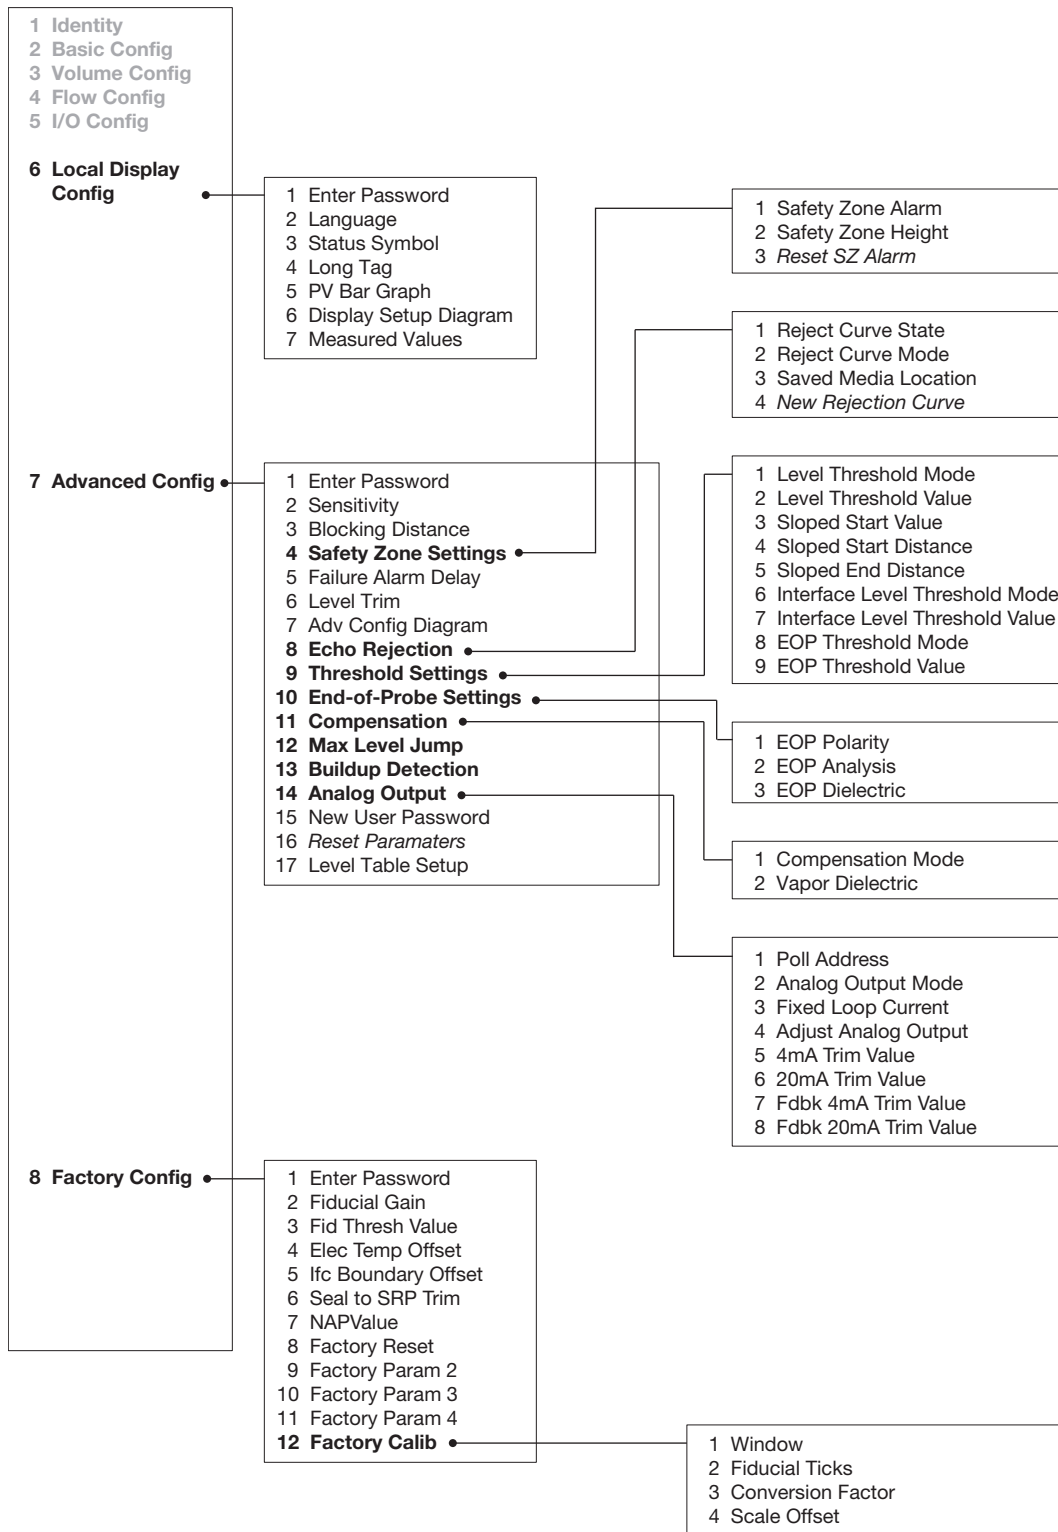 1 Identity
2 Basic Config
3 Volume Config
4 Flow Config
5 I/O Config
6 Local Display
Config
1 Enter Password
2 Language
3 Status Symbol
4 Long Tag
5 PV Bar Graph
6 Display Setup Diagram
7 Measured Values
1 Safety Zone Alarm
2 Safety Zone Height
3 Reset SZ Alarm
1 Reject Curve State
2 Reject Curve Mode
3 Saved Media Location
4 New Rejection Curve
7 Advanced Config
1 Enter Password
2 Sensitivity
3 Blocking Distance
4 Safety Zone Settings
5 Failure Alarm Delay
6 Level Trim
7 Adv Config Diagram
8 Echo Rejection
9 Threshold Settings
10 End-of-Probe Settings
11 Compensation
12 Max Level Jump
13 Buildup Detection
14 Analog Output
15 New User Password
16 Reset Paramaters
17 Level Table Setup
1 Level Threshold Mode
2 Level Threshold Value
3 Sloped Start Value
4 Sloped Start Distance
5 Sloped End Distance
6 Interface Level Threshold Mode
7 Interface Level Threshold Value
8 EOP Threshold Mode
9 EOP Threshold Value
1 EOP Polarity
2 EOP Analysis
3 EOP Dielectric
1 Compensation Mode
2 Vapor Dielectric
1 Poll Address
2 Analog Output Mode
3 Fixed Loop Current
4 Adjust Analog Output
5 4mA Trim Value
6 20mA Trim Value
7 Fdbk 4mA Trim Value
8 Fdbk 20mA Trim Value
8 Factory Config
1 Enter Password
2 Fiducial Gain
3 Fid Thresh Value
4 Elec Temp Offset
5 Ifc Boundary Offset
6 Seal to SRP Trim
7 NAPValue
8 Factory Reset
9 Factory Param 2
10 Factory Param 3
11 Factory Param 4
12 Factory Calib
1 Window
2 Fiducial Ticks
3 Conversion Factor
4 Scale Offset